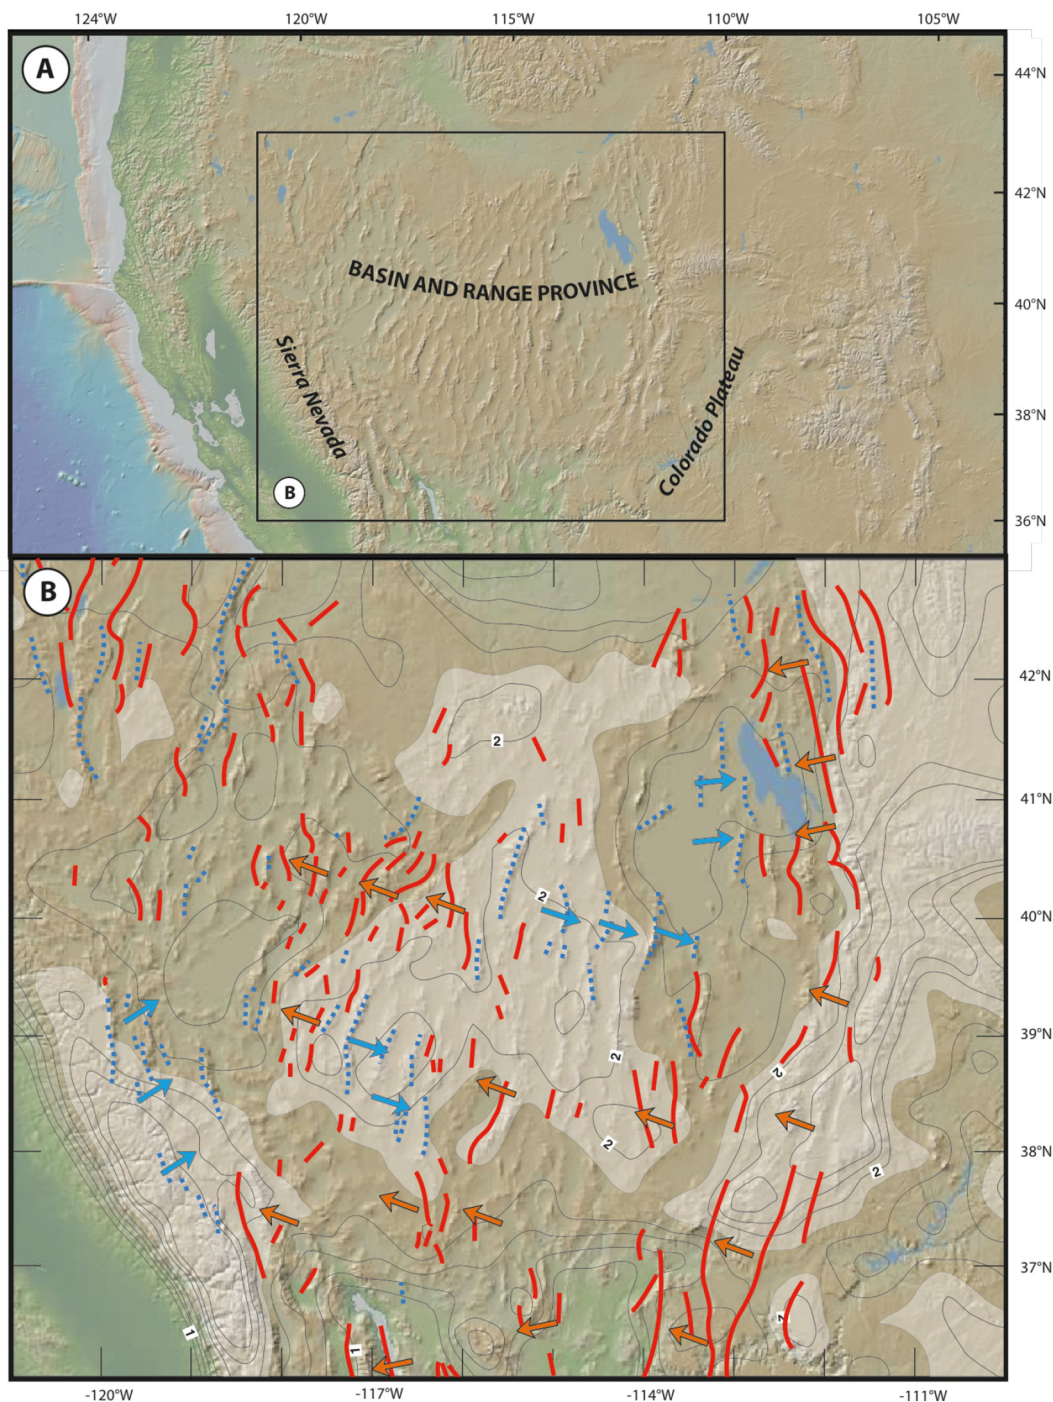 124°W 120°W 115°W 110°W 105°W
A
44°N
42°N
BASIN AND RANGE PROVINCE
40°N
Sierra Nevada
Colorado Plateau
38°N
B
36°N
B
42°N
2
41°N
2
40°N
39°N
2
2
2
38°N
2
37°N
2
1
1
-120°W -117°W -114°W -111°W